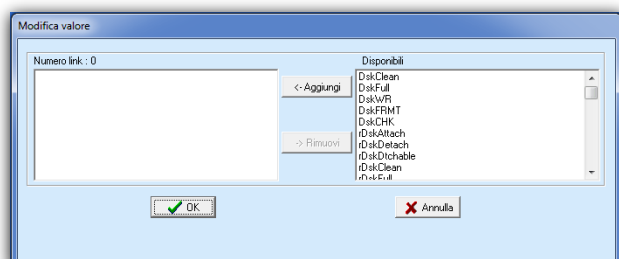 Modifica valore
Numero link : 0
Disponibili
<- Aggiungi
-> Rimuovi
DskClean
DskFull
DskWR
DskFRMT
DskCHK
rDskAttach
rDskDetach
rDskDtchable
rDskClean
rDskFull
OK
Annulla